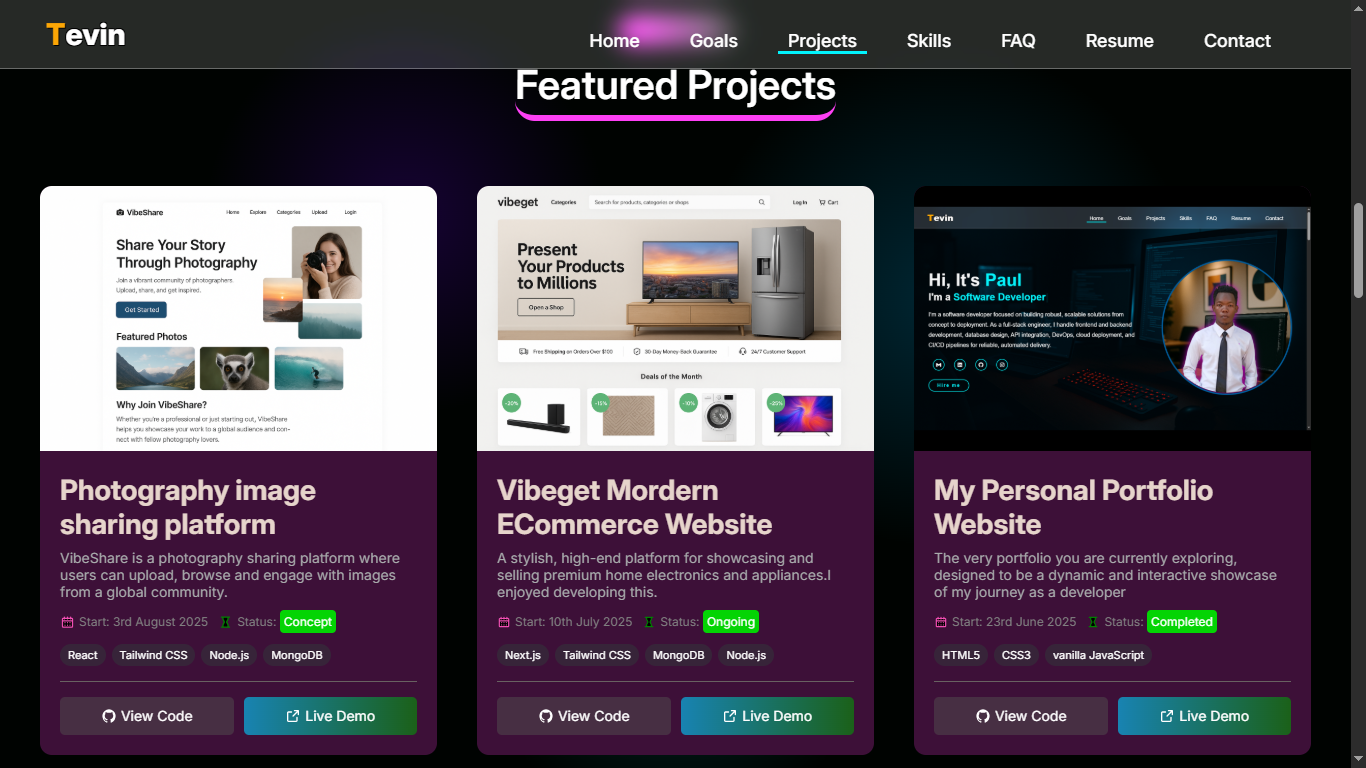 Tevin
Home Goals Projects Skills FAQ Resume Contact
Featured Projects
VibeShare
Home Explore Categories Upload Login
Share Your Story
Through Photography
Join a vibrant community of photographers.
Upload, share, and get inspired.
Get Started
Featured Photos
Why Join VibeShare?
Whether you're a professional or just starting out, VibeShare
helps you showcase your work to a global audience and con-
nect with fellow photography lovers.
Photography image
sharing platform
VibeShare is a photography sharing platform where
users can upload, browse and engage with images
from a global community.
Start: 3rd August 2025 Status: Concept
React Tailwind CSS Node.js MongoDB
View Code Live Demo
vibeget Categories Search for products, categories or shops Log In Cart
Present
Your Products
to Millions
Open a Shop
Free Shipping on Orders Over $100 30-Day Money-Back Guarantee 24/7 Customer Support
Deals of the Month
-20% -15% -10% -25%
Vibeget Mordern
ECommerce Website
A stylish, high-end platform for showcasing and
selling premium home electronics and appliances.I
enjoyed developing this.
Start: 10th July 2025 Status: Ongoing
Next.js Tailwind CSS MongoDB Node.js
View Code Live Demo
Tevin
Home Goals Projects Skills FAQ Resume Contact
Hi, It's Paul
I'm a Software Developer
I'm a software developer focused on building robust, scalable solutions from
concept to deployment. As a full-stack engineer, I handle frontend and backend
development, database design, API integration, DevOps, cloud deployment, and
CI/CD pipelines for reliable, automated delivery.
Hire me
My Personal Portfolio
Website
The very portfolio you are currently exploring,
designed to be a dynamic and interactive showcase
of my journey as a developer
Start: 23rd June 2025 Status: Completed
HTML5 CSS3 vanilla JavaScript
View Code Live Demo